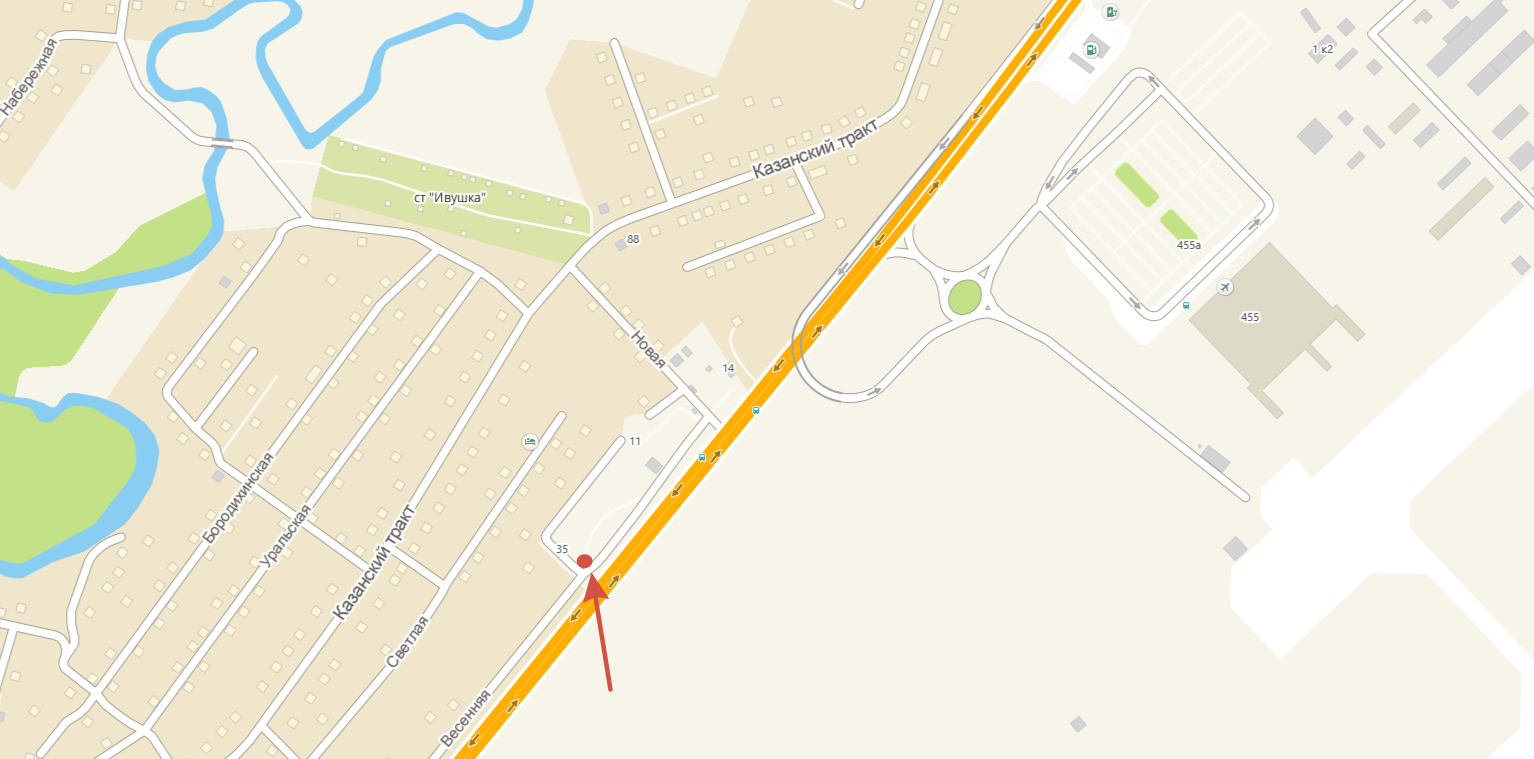 Набережная
1 к2
Казанский тракт
ст "Ивушка"
88
455а
455
Новая
14
11
Бородихинская
Уральская
Казанский тракт
35
Светлая
Весенняя